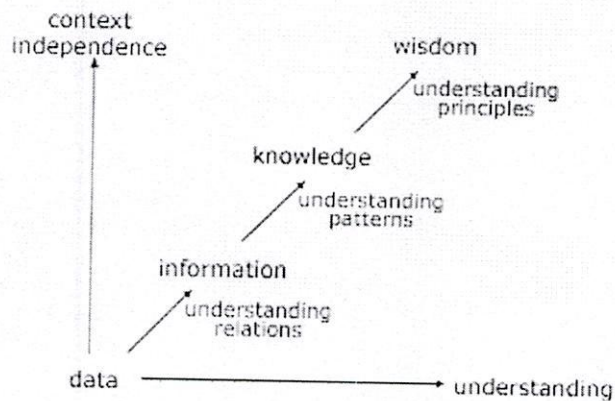 context
independence
wisdom
understanding
principles
knowledge
understanding
patterns
information
understanding
relations
data
understanding